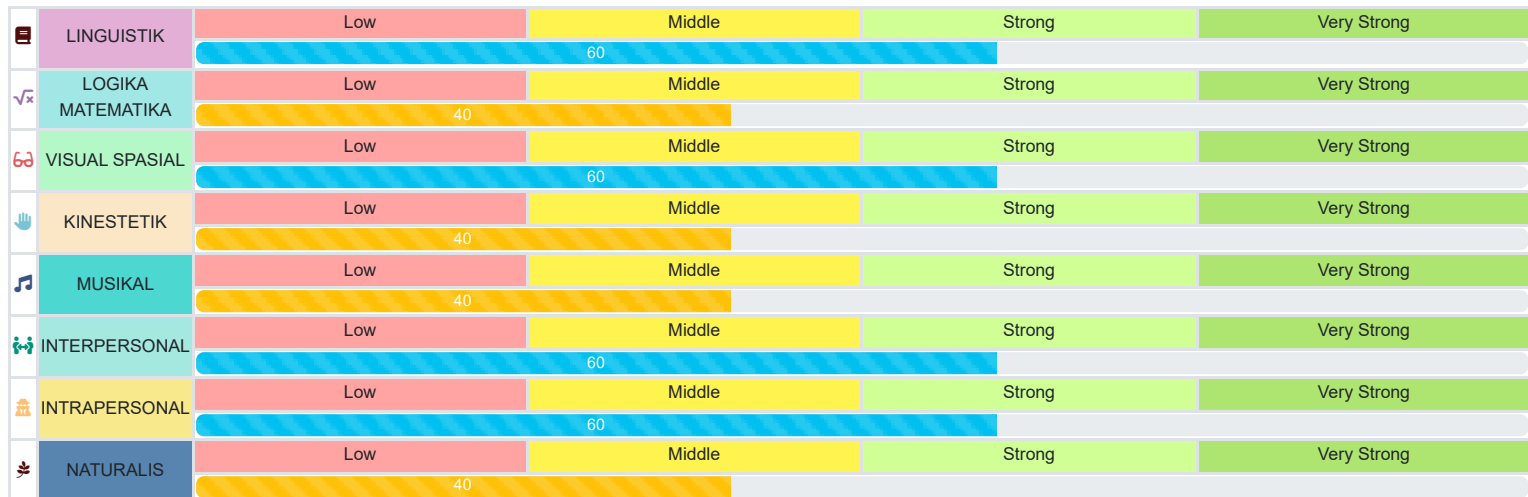 LINGUISTIK
Low Middle Strong Very Strong
60
LOGIKA
MATEMATIKA
Low Middle Strong Very Strong
40
VISUAL SPASIAL
Low Middle Strong Very Strong
60
KINESTETIK
Low Middle Strong Very Strong
40
MUSIKAL
Low Middle Strong Very Strong
40
INTERPERSONAL
Low Middle Strong Very Strong
60
INTRAPERSONAL
Low Middle Strong Very Strong
60
NATURALIS
Low Middle Strong Very Strong
40